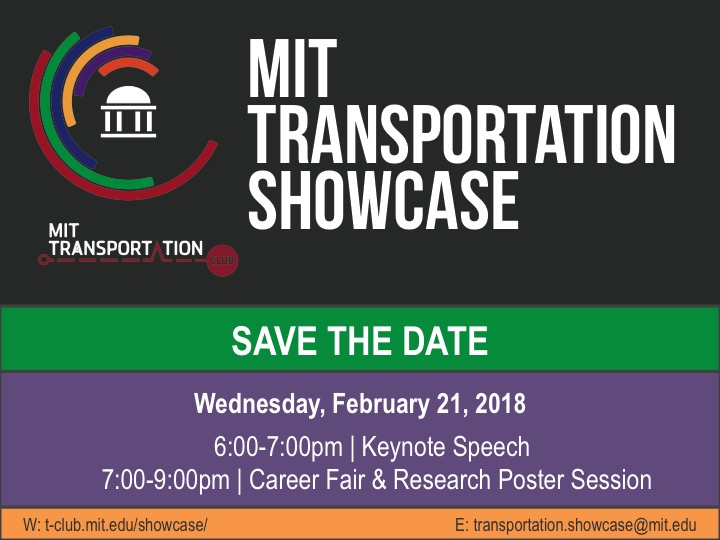 MIT
TRANSPORTATION
SHOWCASE
MIT
TRANSPORTATION
CLUB
SAVE THE DATE
Wednesday, February 21, 2018
6:00-7:00pm | Keynote Speech
7:00-9:00pm | Career Fair & Research Poster Session
W: t-club.mit.edu/showcase/
E: transportation.showcase@mit.edu